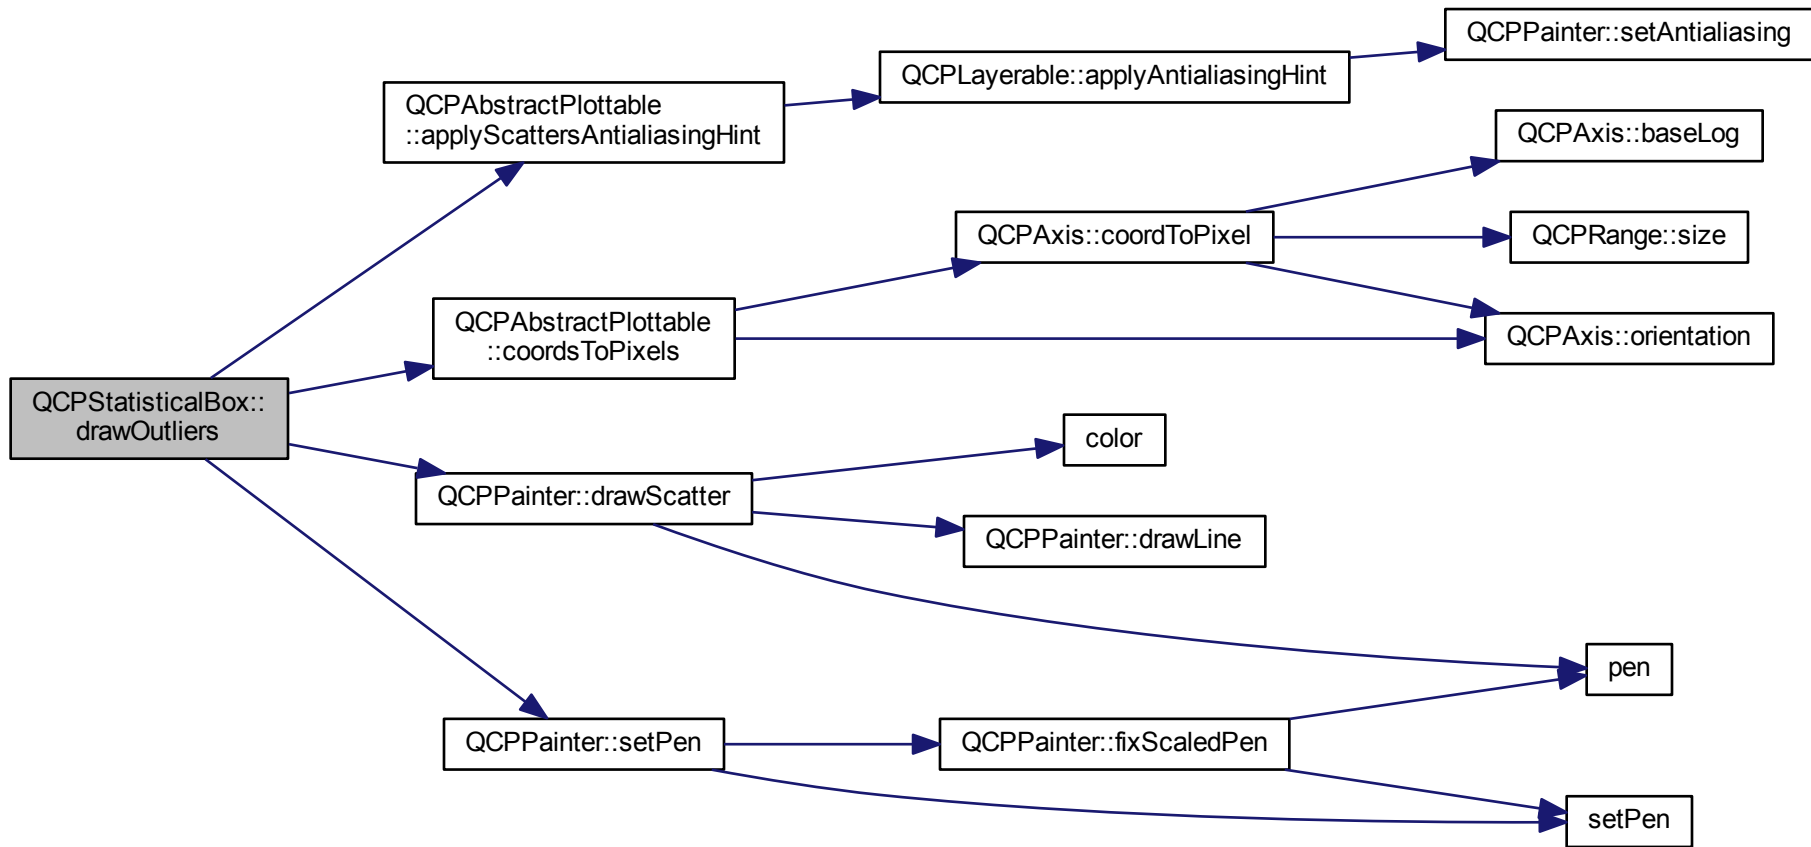 QCPPainter::setAntialiasing
QCPLayerable::applyAntialiasingHint
QCPAbstractPlottable
::applyScattersAntialiasingHint
QCPAxis::baseLog
QCPAxis::coordToPixel
QCPRange::size
QCPAbstractPlottable
::coordsToPixels
QCPAxis::orientation
QCPStatisticalBox::
drawOutliers
color
QCPPainter::drawScatter
QCPPainter::drawLine
pen
QCPPainter::setPen
QCPPainter::fixScaledPen
setPen